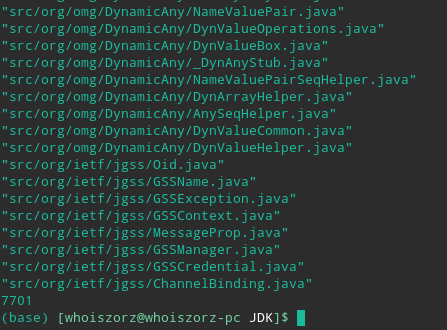 "src/org/omg/DynamicAny/NameValuePair.java"
"src/org/omg/DynamicAny/DynValueOperations.java"
"src/org/omg/DynamicAny/DynValueBox.java"
"src/org/omg/DynamicAny/_DynAnyStub.java"
"src/org/omg/DynamicAny/NameValuePairSeqHelper.java"
"src/org/omg/DynamicAny/DynArrayHelper.java"
"src/org/omg/DynamicAny/AnySeqHelper.java"
"src/org/omg/DynamicAny/DynValueCommon.java"
"src/org/omg/DynamicAny/DynValueHelper.java"
"src/org/ietf/jgss/Oid.java"
"src/org/ietf/jgss/GSSName.java"
"src/org/ietf/jgss/GSSException.java"
"src/org/ietf/jgss/GSSContext.java"
"src/org/ietf/jgss/MessageProp.java"
"src/org/ietf/jgss/GSSManager.java"
"src/org/ietf/jgss/GSSCredential.java"
"src/org/ietf/jgss/ChannelBinding.java"
7701
(base) [whoiszorz@whoiszorz-pc JDK]$